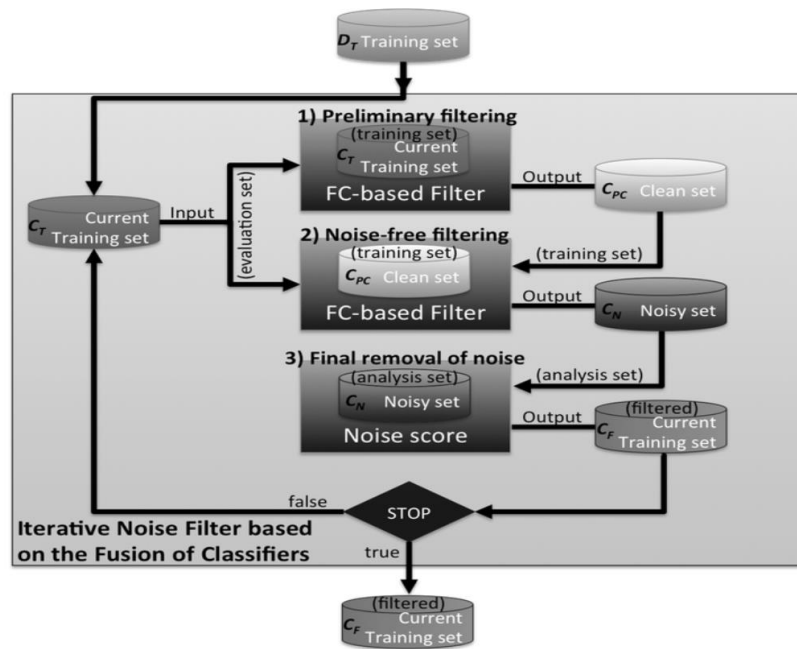 D_T Training set
1) Preliminary filtering
(training set)
C_T Current
Training set
FC-based Filter
Output
C_PC Clean set
C_T Current
Training set
Input
(evaluation set)
2) Noise-free filtering
(training set)
(training set)
C_PC Clean set
FC-based Filter
Output
C_N Noisy set
3) Final removal of noise
(analysis set)
(analysis set)
C_N Noisy set
Noise score
Output
(filtered)
C_F Current
Training set
false
STOP
Iterative Noise Filter based
on the Fusion of Classifiers
true
(filtered)
C_F Current
Training set